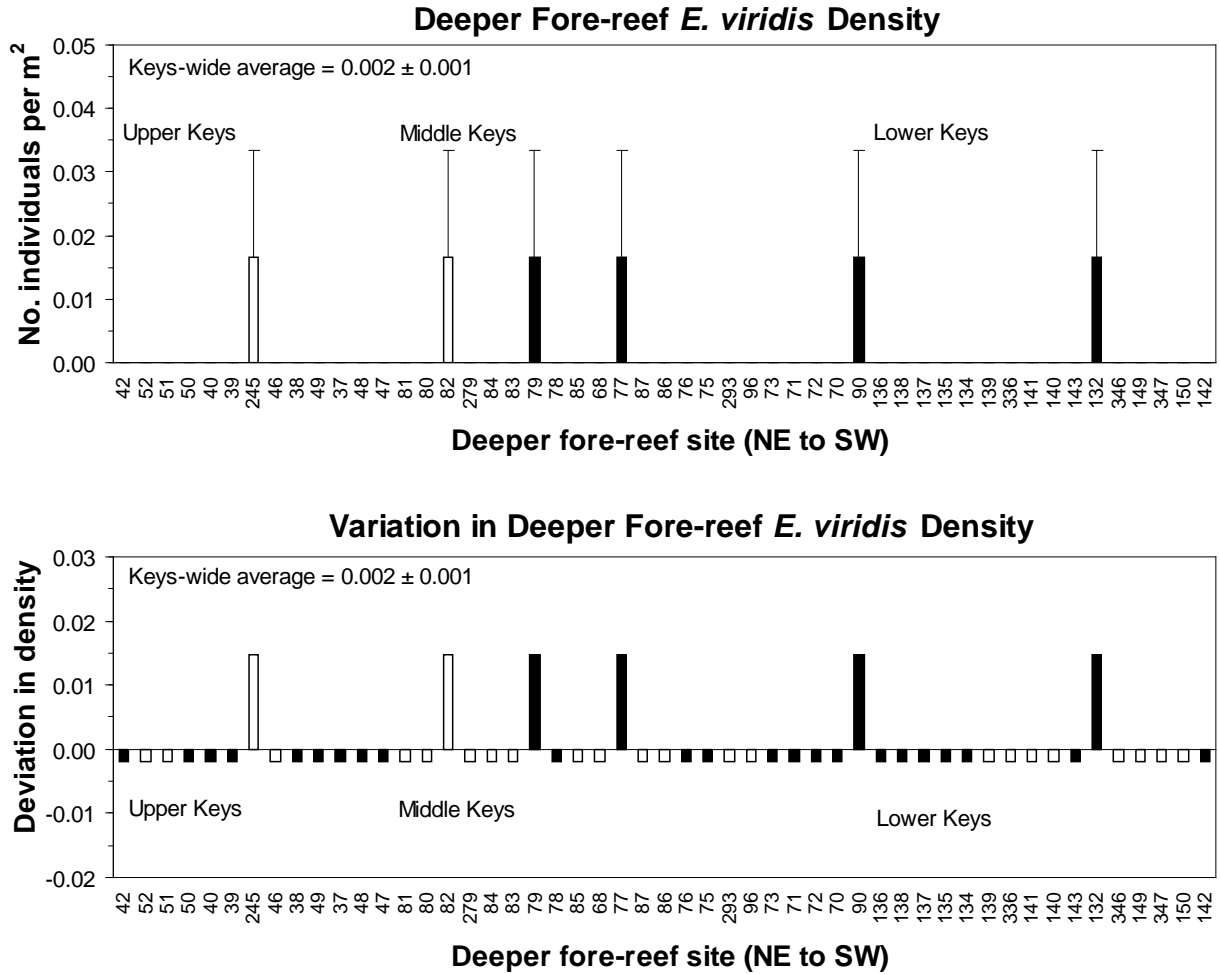 Deeper Fore-reef E. viridis Density
No. individuals per m²
0.05
0.04
0.03
0.02
0.01
0.00
Keys-wide average = 0.002 ± 0.001
Upper Keys
Middle Keys
Lower Keys
42 52 51 50 40 39 245 46 38 49 37 48 47 81 80 82 279 84 83 79 78 85 68 77 87 86 76 75 293 96 73 71 72 70 90 136 138 137 135 134 139 336 141 140 143 132 346 149 347 150 142
Deeper fore-reef site (NE to SW)
Variation in Deeper Fore-reef E. viridis Density
Deviation in density
0.03
0.02
0.01
0.00
-0.01
-0.02
Keys-wide average = 0.002 ± 0.001
Upper Keys
Middle Keys
Lower Keys
42 52 51 50 40 39 245 46 38 49 37 48 47 81 80 82 279 84 83 79 78 85 68 77 87 86 76 75 293 96 73 71 72 70 90 136 138 137 135 134 139 336 141 140 143 132 346 149 347 150 142
Deeper fore-reef site (NE to SW)